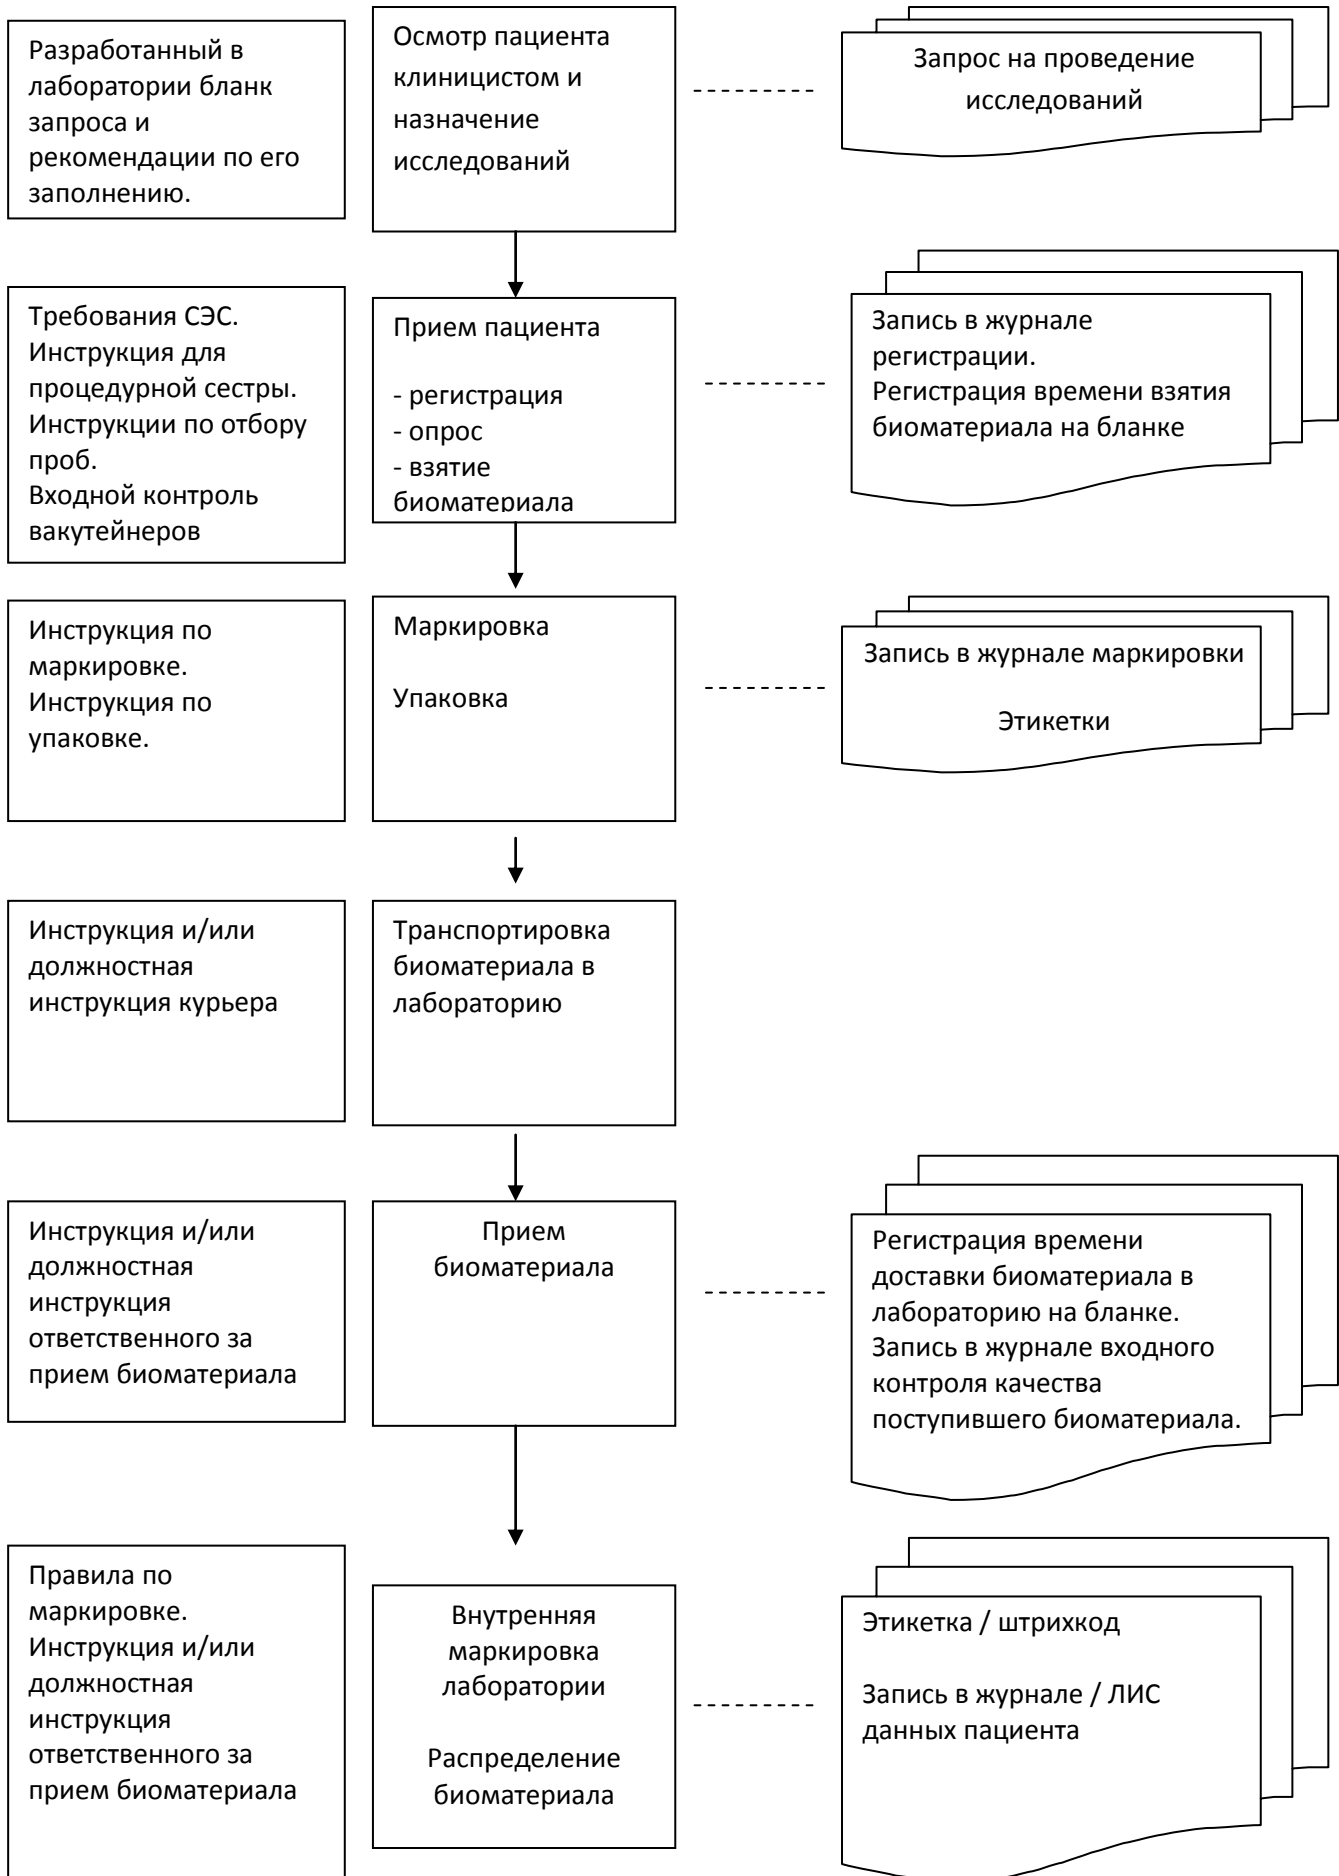 Разработанный в
лаборатории бланк
запроса и
рекомендации по его
заполнению.
Осмотр пациента
клиницистом и
назначение
исследований
Запрос на проведение
исследований
Требования СЭС.
Инструкция для
процедурной сестры.
Инструкции по отбору
проб.
Входной контроль
вакутейнеров
Прием пациента
- регистрация
- опрос
- взятие
биоматериала
Запись в журнале
регистрации.
Регистрация времени взятия
биоматериала на бланке
Инструкция по
маркировке.
Инструкция по
упаковке.
Маркировка
Упаковка
Запись в журнале маркировки
Этикетки
Инструкция и/или
должностная
инструкция курьера
Транспортировка
биоматериала в
лабораторию
Инструкция и/или
должностная
инструкция
ответственного за
прием биоматериала
Прием
биоматериала
Регистрация времени
доставки биоматериала в
лабораторию на бланке.
Запись в журнале входного
контроля качества
поступившего биоматериала.
Правила по
маркировке.
Инструкция и/или
должностная
инструкция
ответственного за
прием биоматериала
Внутренняя
маркировка
лаборатории
Распределение
биоматериала
Этикетка / штрихкод
Запись в журнале / ЛИС
данных пациента